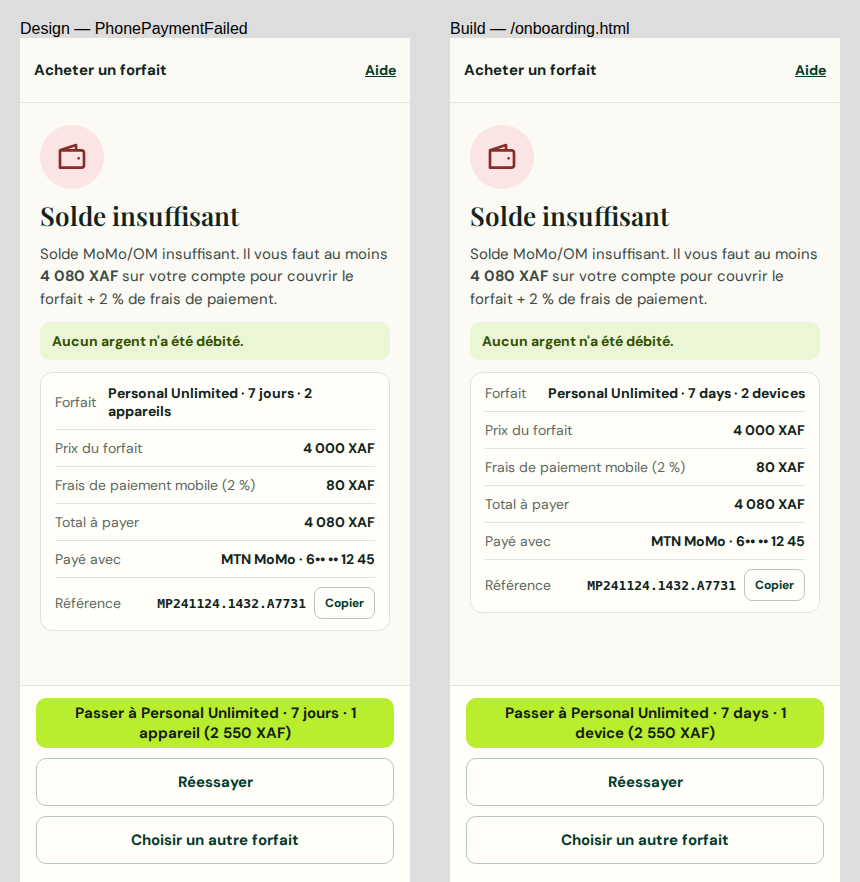 Design — PhonePaymentFailed
Acheter un forfait
Aide
Solde insuffisant
Solde MoMo/OM insuffisant. Il vous faut au moins
4 080 XAF sur votre compte pour couvrir le
forfait + 2 % de frais de paiement.
Aucun argent n'a été débité.
Forfait
Personal Unlimited · 7 jours · 2
appareils
Prix du forfait
4 000 XAF
Frais de paiement mobile (2 %)
80 XAF
Total à payer
4 080 XAF
Payé avec
MTN MoMo · 6•• •• 12 45
Référence
MP241124.1432.A7731
Copier
Passer à Personal Unlimited · 7 jours · 1
appareil (2 550 XAF)
Réessayer
Choisir un autre forfait
Build — /onboarding.html
Acheter un forfait
Aide
Solde insuffisant
Solde MoMo/OM insuffisant. Il vous faut au moins
4 080 XAF sur votre compte pour couvrir le
forfait + 2 % de frais de paiement.
Aucun argent n'a été débité.
Forfait
Personal Unlimited · 7 days · 2 devices
Prix du forfait
4 000 XAF
Frais de paiement mobile (2 %)
80 XAF
Total à payer
4 080 XAF
Payé avec
MTN MoMo · 6•• •• 12 45
Référence
MP241124.1432.A7731
Copier
Passer à Personal Unlimited · 7 days · 1
device (2 550 XAF)
Réessayer
Choisir un autre forfait